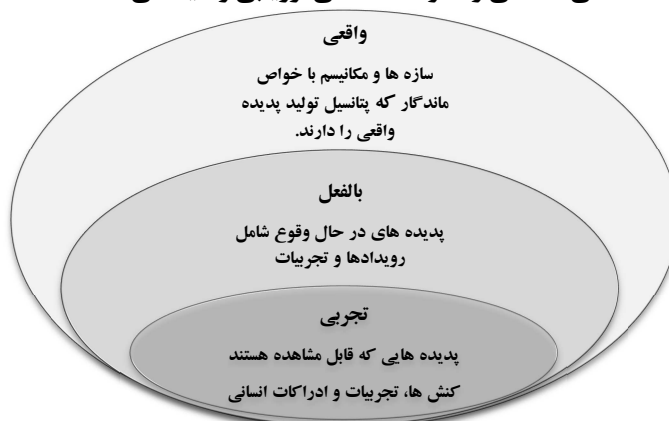 واقعی
سازه ها و مکانیسم با خواص
ماندگار که پتانسیل تولید پدیده
واقعی را دارند.
بالفعل
پدیده های در حال وقوع شامل
رویدادها و تجربیات
تجربی
پدیده هایی که قابل مشاهده هستند
کنش ها، تجربیات و ادراکات انسانی